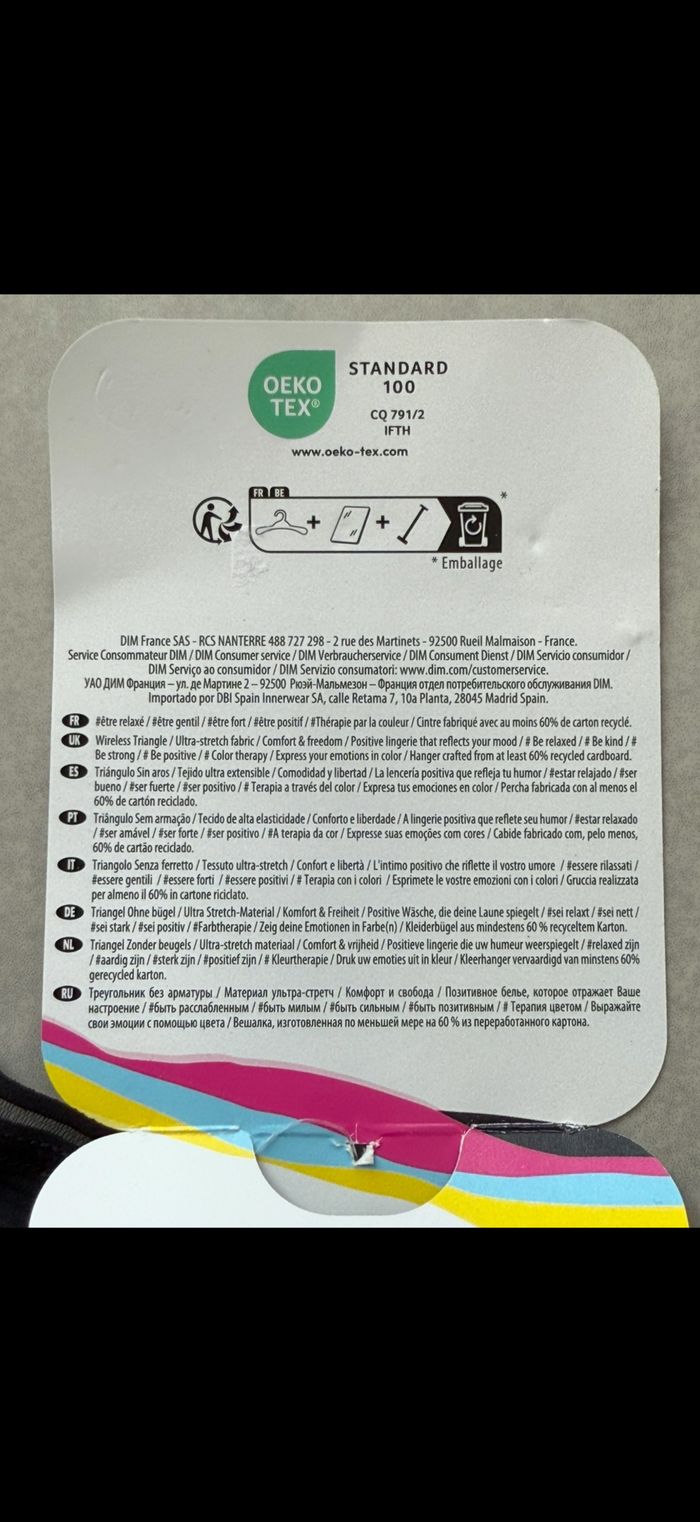 OEKO
TEX®
STANDARD
100
CQ 791/2
IFTH
www.oeko-tex.com
FR BE
*
+ +
* Emballage
DIM France SAS - RCS NANTERRE 488 727 298 - 2 rue des Martinets - 92500 Rueil Malmaison - France.
Service Consommateur DIM / DIM Consumer service / DIM Verbraucherservice / DIM Consument Dienst / DIM Servicio consumidor /
DIM Serviço ao consumidor / DIM Servizio consumatori: www.dim.com/customerservice.
УАО ДИМ Франция – ул. де Мартине 2 – 92500 Рюэй-Мальмезон – Франция отдел потребительского обслуживания DIM.
Importado por DBI Spain Innerwear SA, calle Retama 7, 10a Planta, 28045 Madrid Spain.
FR #être relaxé / #être gentil / #être fort / #être positif / #Thérapie par la couleur / Cintre fabriqué avec au moins 60% de carton recyclé.
UK Wireless Triangle / Ultra-stretch fabric / Comfort & freedom / Positive lingerie that reflects your mood / # Be relaxed / # Be kind / #
Be strong / # Be positive / # Color therapy / Express your emotions in color / Hanger crafted from at least 60% recycled cardboard.
ES Triángulo Sin aros / Tejido ultra extensible / Comodidad y libertad / La lencería positiva que refleja tu humor / #estar relajado / #ser
bueno / #ser fuerte / #ser positivo / # Terapia a través del color / Expresa tus emociones en color / Percha fabricada con al menos el
60% de cartón reciclado.
PT Triângulo Sem armação / Tecido de alta elasticidade / Conforto e liberdade / A lingerie positiva que reflete seu humor / #estar relaxado
/ #ser amável / #ser forte / #ser positivo / #A terapia da cor / Expresse suas emoções com cores / Cabide fabricado com, pelo menos,
60% de cartão reciclado.
IT Triangolo Senza ferretto / Tessuto ultra-stretch / Confort e libertà / L'intimo positivo che riflette il vostro umore / #essere rilassati /
#essere gentili / #essere forti / #essere positivi / # Terapia con i colori / Esprimete le vostre emozioni con i colori / Gruccia realizzata
per almeno il 60% in cartone riciclato.
DE Triangel Ohne bügel / Ultra Stretch-Material / Komfort & Freiheit / Positive Wäsche, die deine Laune spiegelt / #sei relaxt / #sei nett /
#sei stark / #sei positiv / #Farbtherapie / Zeig deine Emotionen in Farbe(n) / Kleiderbügel aus mindestens 60 % recyceltem Karton.
NL Triangel Zonder beugels / Ultra-stretch materiaal / Comfort & vrijheid / Positieve lingerie die uw humeur weerspiegelt / #relaxed zijn
/ #aardig zijn / #sterk zijn / #positief zijn / # Kleurtherapie / Druk uw emoties uit in kleur / Kleerhanger vervaardigd van minstens 60%
gerecycled karton.
RU Треугольник без арматуры / Материал ультра-стретч / Комфорт и свобода / Позитивное белье, которое отражает Ваше
настроение / #быть расслабленным / #быть милым / #быть сильным / #быть позитивным / # Терапия цветом / Выражайте
свои эмоции с помощью цвета / Вешалка, изготовленная по меньшей мере на 60 % из переработанного картона.